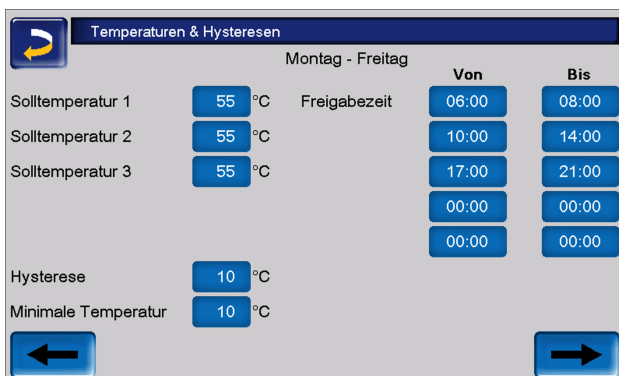 Temperaturen & Hysteresen
Montag - Freitag
Von Bis
Solltemperatur 1 55 °C Freigabezeit 06:00 08:00
Solltemperatur 2 55 °C 10:00 14:00
Solltemperatur 3 55 °C 17:00 21:00
00:00 00:00
00:00 00:00
Hysterese 10 °C
Minimale Temperatur 10 °C